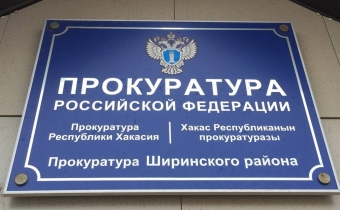 ПРОКУРАТУРА
РОССИЙСКОЙ ФЕДЕРАЦИИ
Прокуратура
Республики Хакасия
Хакас Республиканын
прокуратуразы
Прокуратура Ширинского района